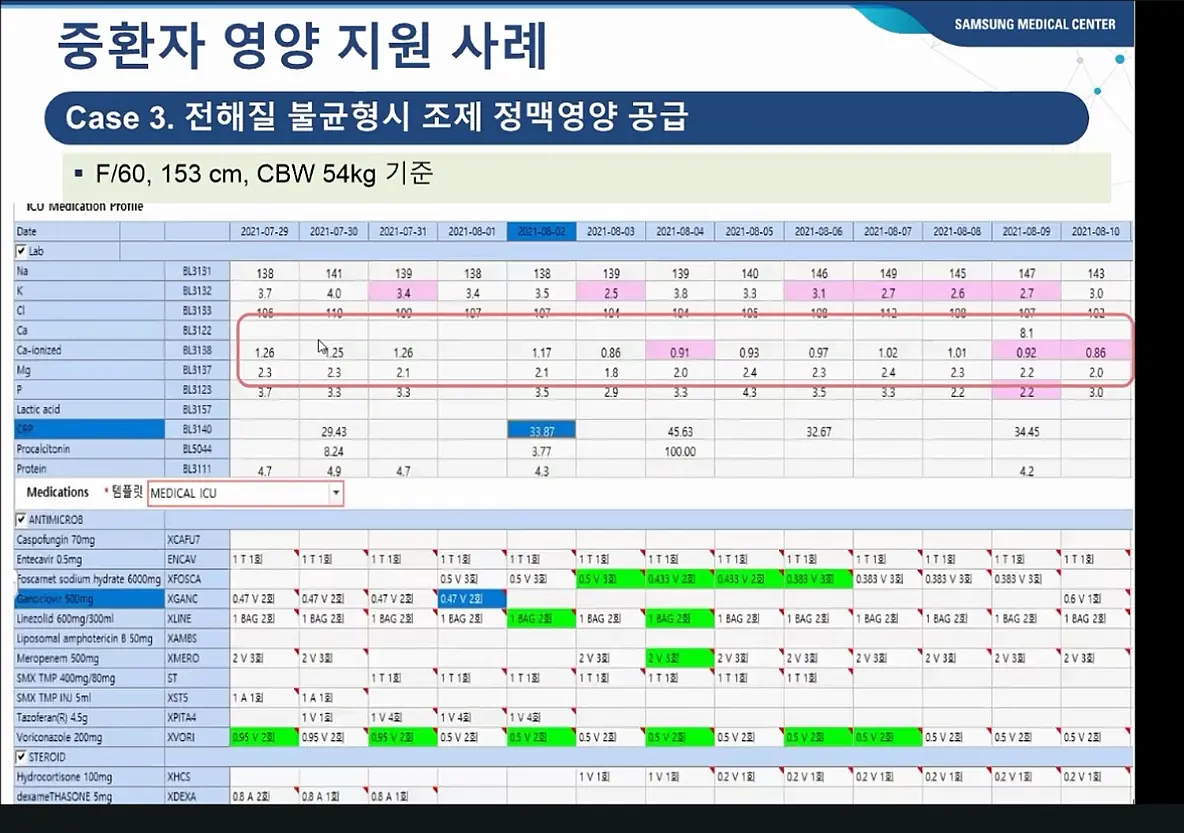 SAMSUNG MEDICAL CENTER
중환자 영양 지원 사례
Case 3. 전해질 불균형시 조제 정맥영양 공급
▪ F/60, 153 cm, CBW 54kg 기준
ICU Medication Profile
Date 2021-07-29 2021-07-30 2021-07-31 2021-08-01 2021-08-02 2021-08-03 2021-08-04 2021-08-05 2021-08-06 2021-08-07 2021-08-08 2021-08-09 2021-08-10
Lab
Na BL3131 138 141 139 138 138 139 139 140 146 149 145 147 143
K BL3132 3.7 4.0 3.4 3.4 3.5 2.5 3.8 3.3 3.1 2.7 2.6 2.7 3.0
Cl BL3133 106 110 109 107 107 104 104 105 108 112 108 107 102
Ca BL3122 8.1
Ca-ionized BL3138 1.26 1.25 1.26 1.17 0.86 0.91 0.93 0.97 1.02 1.01 0.92 0.86
Mg BL3137 2.3 2.3 2.1 2.1 1.8 2.0 2.4 2.3 2.4 2.3 2.2 2.0
P BL3123 3.7 3.3 3.3 3.5 2.9 3.3 4.3 3.5 3.3 2.2 2.2 3.0
Lactic acid BL3157
CRP BL3140 29.43 33.87 45.63 32.67 34.45
Procalcitonin BL5044 8.24 3.77 100.00
Protein BL3111 4.7 4.9 4.7 4.3 4.2
Medications * 템플릿 MEDICAL ICU
ANTIMICROB
Caspofungin 70mg XCAFU7
Entecavir 0.5mg ENCAV 1 T 1회 1 T 1회 1 T 1회 1 T 1회 1 T 1회 1 T 1회 1 T 1회 1 T 1회 1 T 1회 1 T 1회 1 T 1회 1 T 1회 1 T 1회
Foscarnet sodium hydrate 6000mg XFOSCA 0.5 V 3회 0.5 V 3회 0.5 V 3회 0.433 V 2회 0.433 V 2회 0.383 V 3회 0.383 V 3회 0.383 V 3회 0.383 V 3회
Ganciclovir 500mg XGANC 0.47 V 2회 0.47 V 2회 0.47 V 2회 0.47 V 2회 0.6 V 1회
Linezolid 600mg/300ml XLINE 1 BAG 2회 1 BAG 2회 1 BAG 2회 1 BAG 2회 1 BAG 2회 1 BAG 2회 1 BAG 2회 1 BAG 2회 1 BAG 2회 1 BAG 2회 1 BAG 2회 1 BAG 2회 1 BAG 2회
Liposomal amphotericin B 50mg XAMBS
Meropenem 500mg XMERO 2 V 3회 2 V 3회 2 V 3회 2 V 3회 2 V 3회 2 V 3회 2 V 3회 2 V 3회 2 V 3회 2 V 3회
SMX TMP 400mg/80mg ST 1 T 1회 1 T 1회 1 T 1회 1 T 1회 1 T 1회 1 T 1회 1 T 1회
SMX TMP INJ 5ml XST5 1 A 1회 1 A 1회
Tazoferan(R) 4.5g XPITA4 1 V 1회 1 V 4회 1 V 4회 1 V 4회
Voriconazole 200mg XVORI 0.95 V 2회 0.95 V 2회 0.95 V 2회 0.5 V 2회 0.5 V 2회 0.5 V 2회 0.5 V 2회 0.5 V 2회 0.5 V 2회 0.5 V 2회 0.5 V 2회 0.5 V 2회 0.5 V 2회
STEROID
Hydrocortisone 100mg XHCS 1 V 1회 1 V 1회 0.2 V 1회 0.2 V 1회 0.2 V 1회 0.2 V 1회 0.2 V 1회 0.2 V 1회
dexameTHASONE 5mg XDEXA 0.8 A 2회 0.8 A 1회 0.8 A 1회